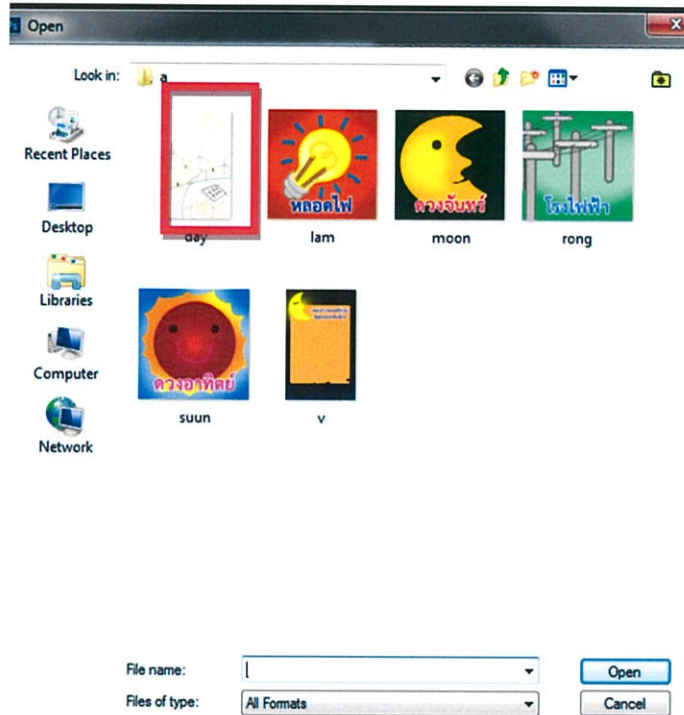 Open
Look in:
a
Recent Places
Desktop
Libraries
Computer
Network
day
หลอดไฟ
lam
ดวงจันทร์
moon
โรงไฟฟ้า
rong
ดวงอาทิตย์
suun
v
File name:
Open
Files of type:
All Formats
Cancel